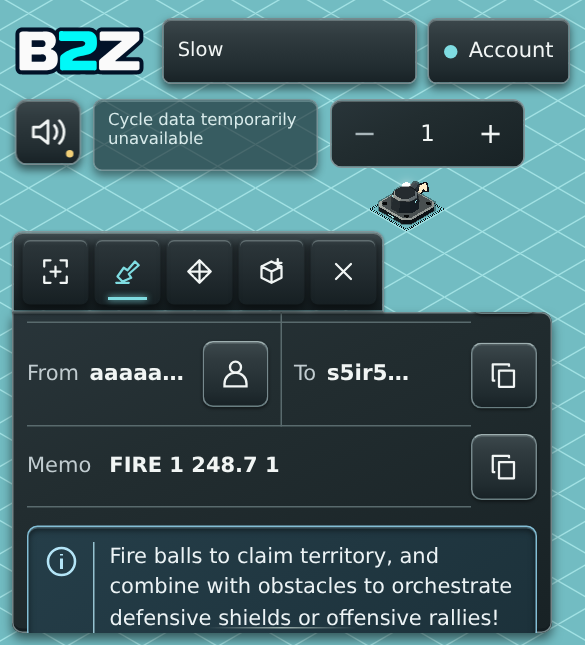 B2Z
Slow
Account
Cycle data temporarily
unavailable
1
From aaaaa... To s5ir5...
Memo FIRE 1 248.7 1
Fire balls to claim territory, and
combine with obstacles to orchestrate
defensive shields or offensive rallies!